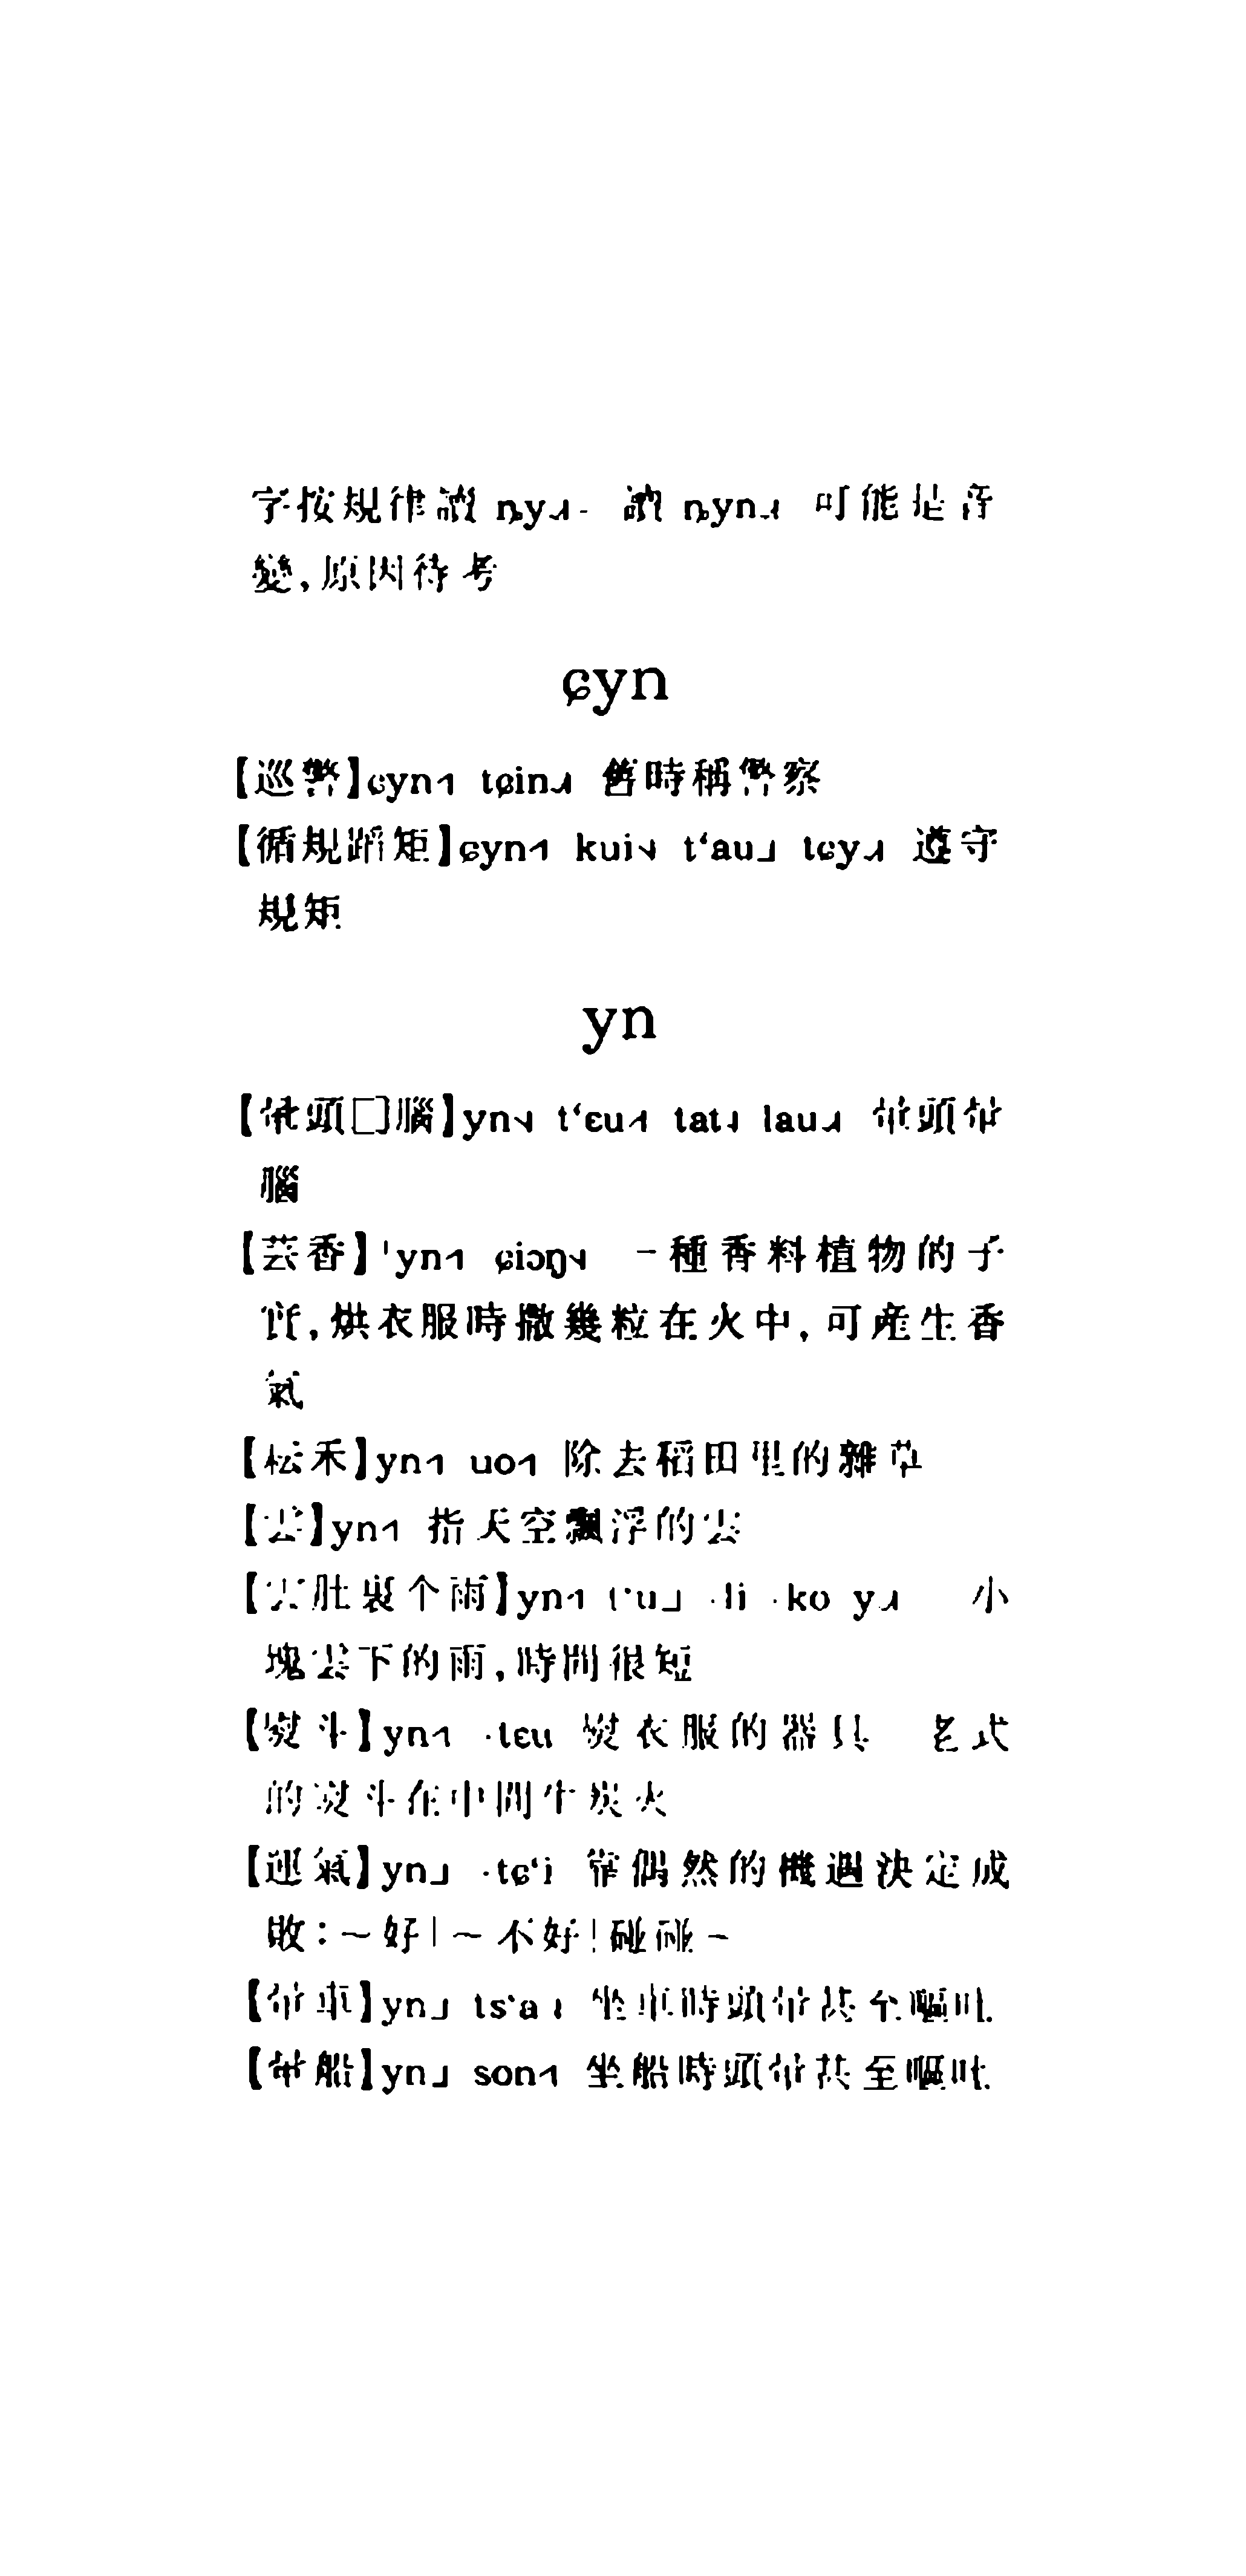 字按規律讀 ȵy˨˩ 讀 ȵyn˨˩ 可能是音
變,原因待考
ɕyn
【巡警】ɕyn˧˥ tɕin˨˩ 舊時稱警察
【循規蹈矩】ɕyn˧˥ kui˧˨ tʻau˩ tɕy˨˩ 遵守
規矩
yn
【暈頭□腦】yn˧˨ tʻɛu˧˥ tat˨ lau˨˩ 暈頭暈
腦
【芸香】yn˧˥ ɕiɔŋ˧˨ 一種香料植物的子
實,烘衣服時撒幾粒在火中,可産生香
氣
【耘禾】yn˧˥ uo˧˥ 除去稻田里的雜草
【雲】yn˧˥ 指天空飄浮的雲
【雲肚裏个雨】yn˧˥ tʻu˩ ·li ·ko y˨˩ 小
塊雲下的雨,時間很短
【熨斗】yn˧˥ ·tɛu 熨衣服的器具 老式
的熨斗在中間生炭火
【運氣】yn˩ ·tɕʻi 靠偶然的機遇決定成
敗:~好|~不好|碰碰~
【暈車】yn˩ tsʻa 坐車時頭暈甚至嘔吐
【暈船】yn˩ son˧˥ 坐船時頭暈甚至嘔吐